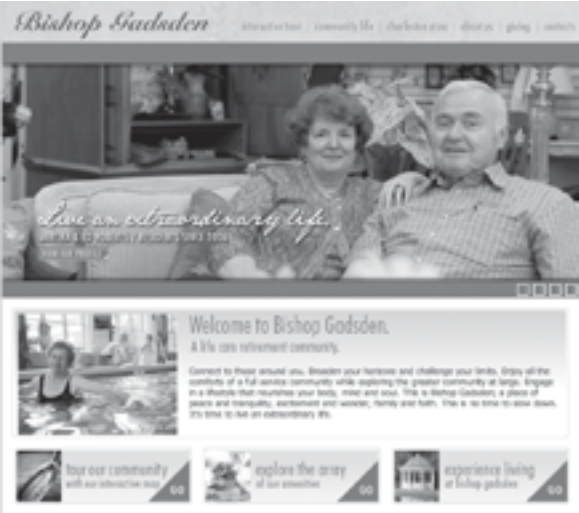 Bishop Gadsden
interactive tour | community life | charleston area | about us | giving | contacts
Live an extraordinary life.
Welcome to Bishop Gadsden.
A life care retirement community.
Connect to those around you. Broaden your horizons and challenge your limits. Enjoy all the
comforts of a full service community while exploring the greater community at large. Engage
in a lifestyle that nourishes your body, mind and soul. This is Bishop Gadsden; a place of
peace and tranquility, excitement and wonder, family and faith. This is no time to slow down.
It's time to live an extraordinary life.
tour our community
with our interactive map
GO
explore the array
of our amenities
GO
experience living
at bishop gadsden
GO